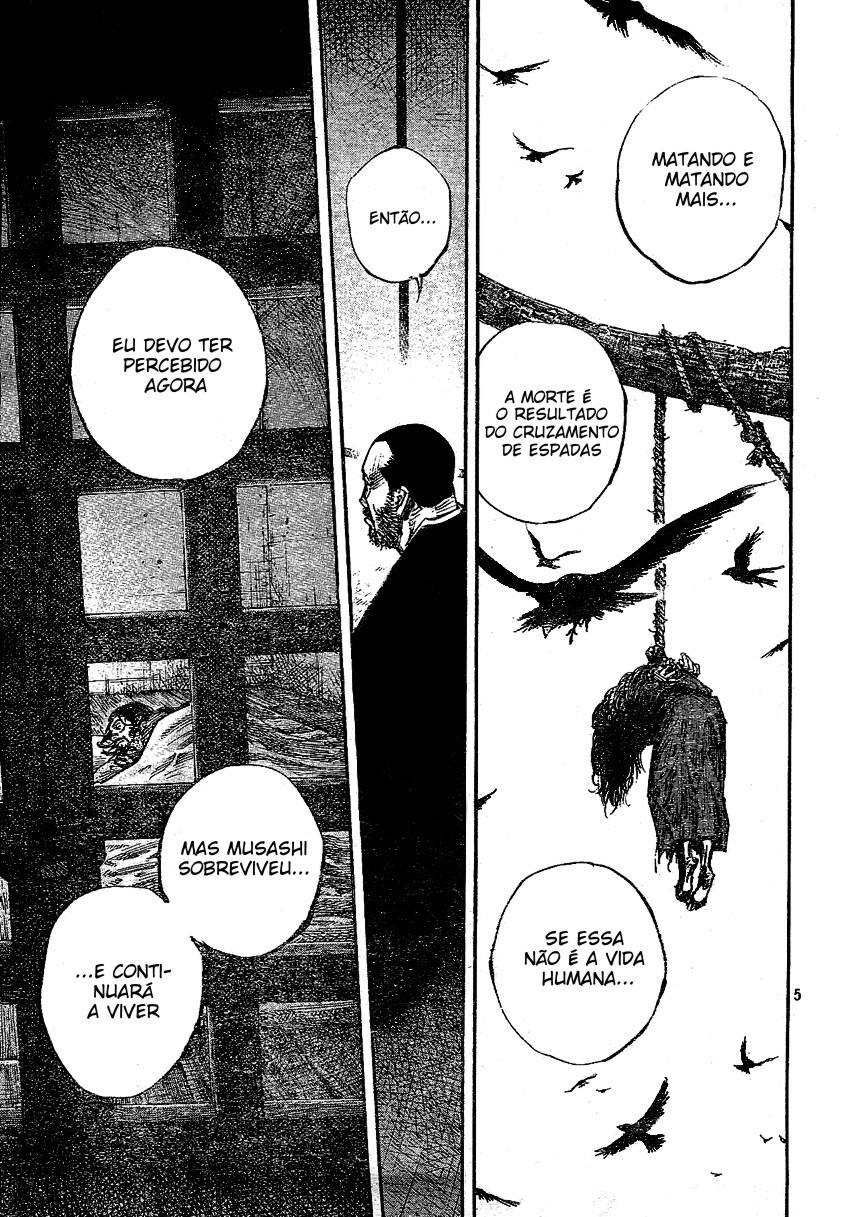 MATANDO E
MATANDO
MAIS...
A MORTE É
O RESULTADO
DO CRUZAMENTO
DE ESPADAS
SE ESSA
NÃO É A VIDA
HUMANA...
ENTÃO...
EU DEVO TER
PERCEBIDO
AGORA
MAS MUSASHI
SOBREVIVEU...
...E CONTI-
NUARÁ
A VIVER
5